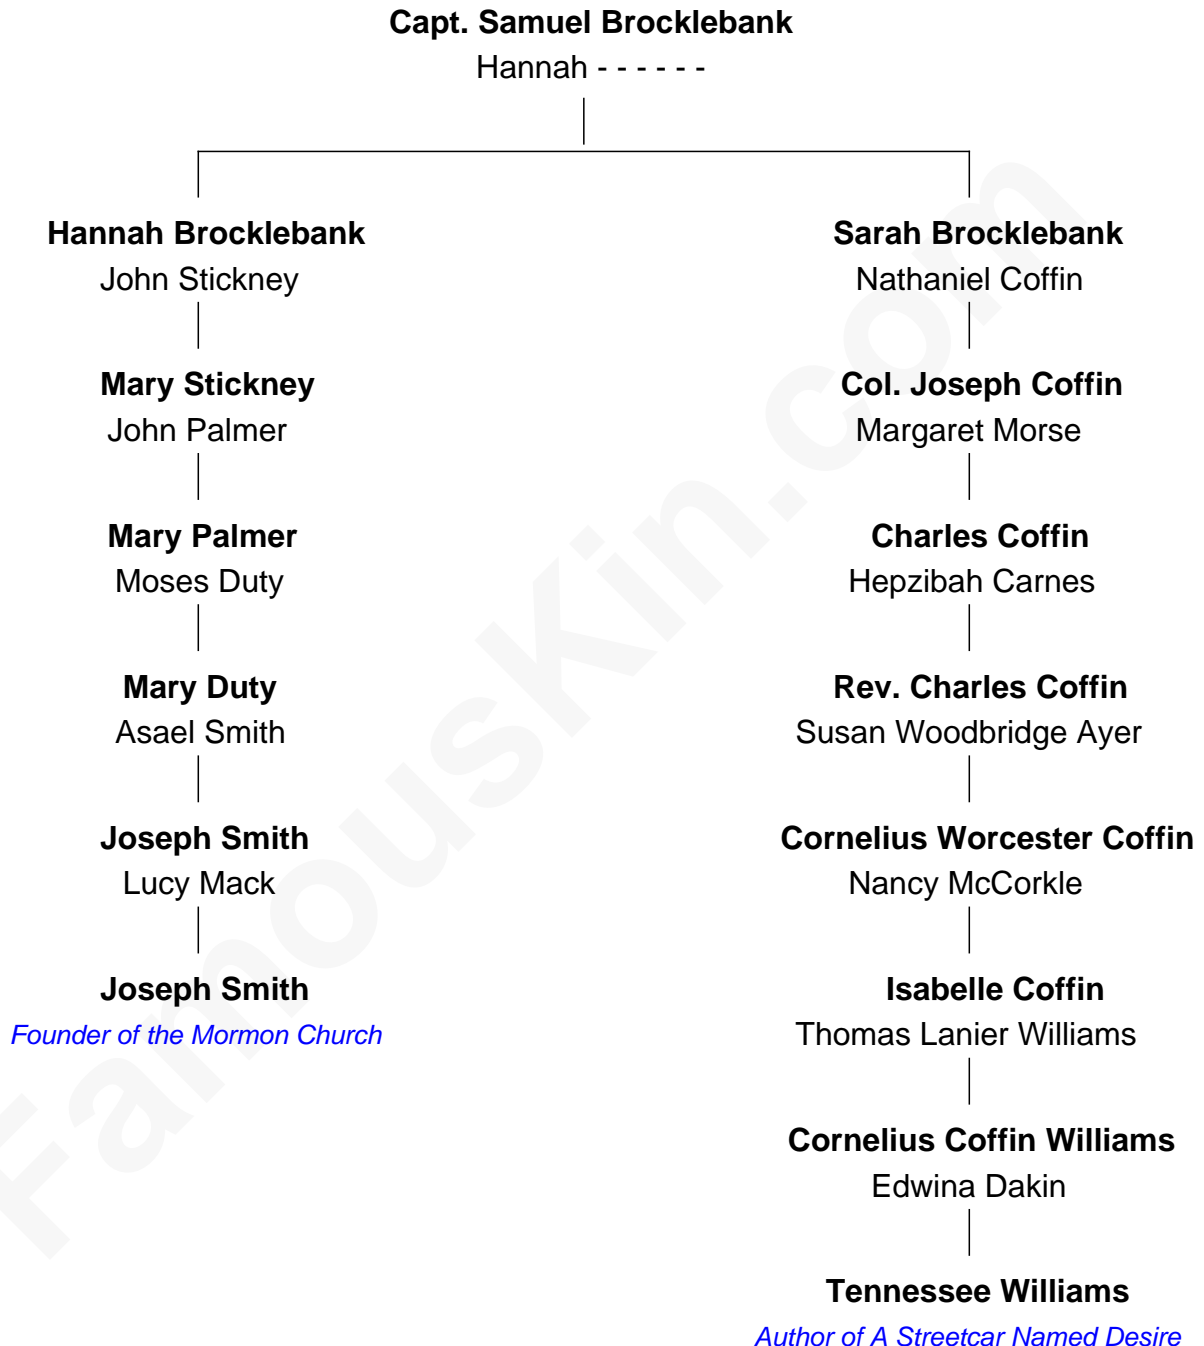 Capt. Samuel Brocklebank
Hannah - - - - - -
Hannah Brocklebank
John Stickney
Mary Stickney
John Palmer
Mary Palmer
Moses Duty
Mary Duty
Asael Smith
Joseph Smith
Lucy Mack
Joseph Smith
Founder of the Mormon Church
Sarah Brocklebank
Nathaniel Coffin
Col. Joseph Coffin
Margaret Morse
Charles Coffin
Hepzibah Carnes
Rev. Charles Coffin
Susan Woodbridge Ayer
Cornelius Worcester Coffin
Nancy McCorkle
Isabelle Coffin
Thomas Lanier Williams
Cornelius Coffin Williams
Edwina Dakin
Tennessee Williams
Author of A Streetcar Named Desire
FamousKin.com